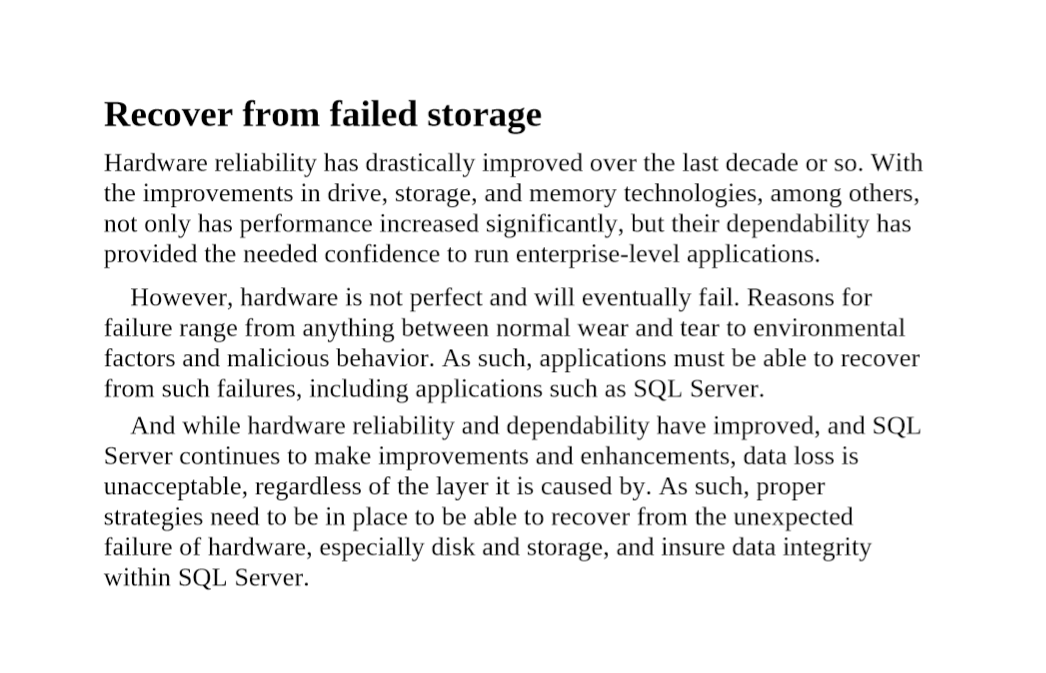 Recover from failed storage
Hardware reliability has drastically improved over the last decade or so. With
the improvements in drive, storage, and memory technologies, among others,
not only has performance increased significantly, but their dependability has
provided the needed confidence to run enterprise-level applications.
However, hardware is not perfect and will eventually fail. Reasons for
failure range from anything between normal wear and tear to environmental
factors and malicious behavior. As such, applications must be able to recover
from such failures, including applications such as SQL Server.
And while hardware reliability and dependability have improved, and SQL
Server continues to make improvements and enhancements, data loss is
unacceptable, regardless of the layer it is caused by. As such, proper
strategies need to be in place to be able to recover from the unexpected
failure of hardware, especially disk and storage, and insure data integrity
within SQL Server.